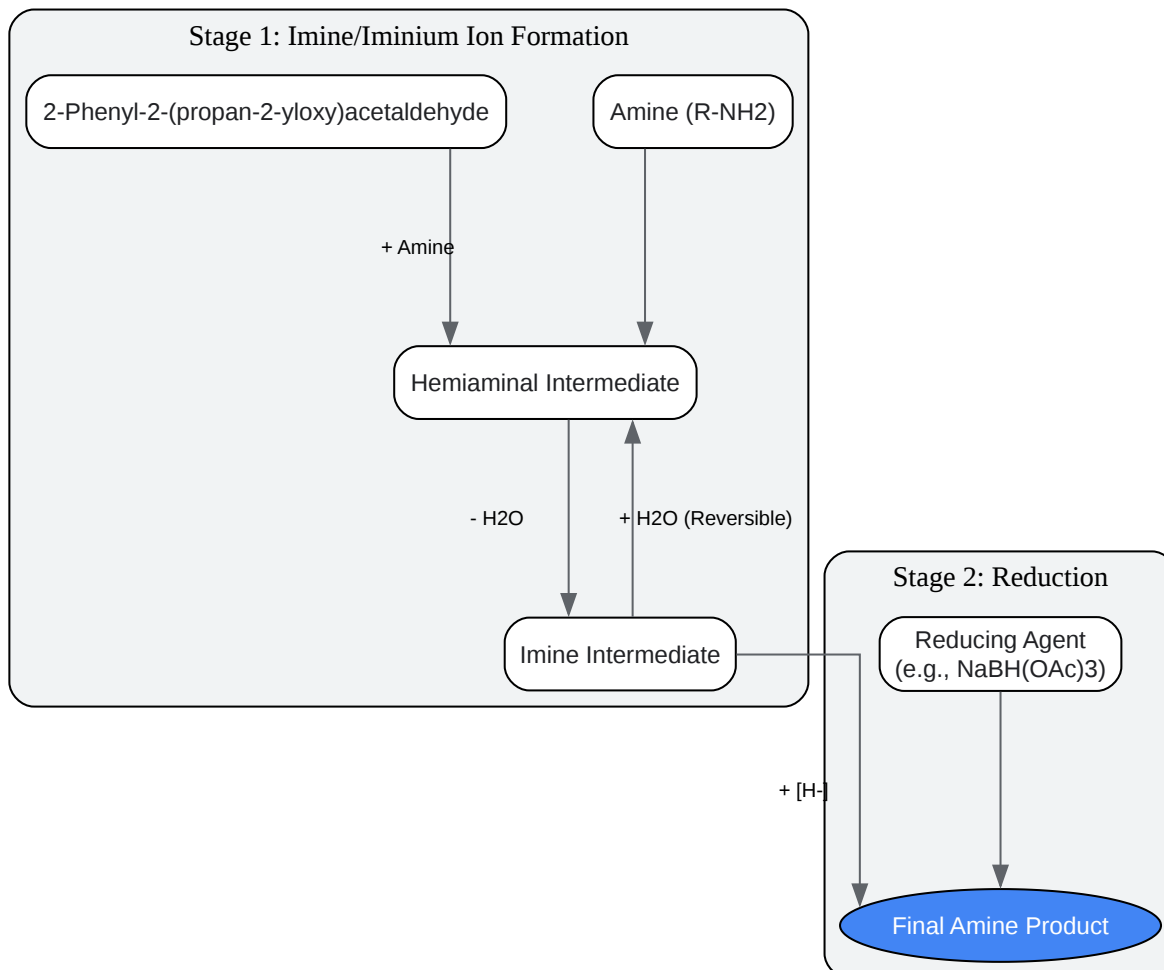 Stage 1: Imine/Iminium Ion Formation
2-Phenyl-2-(propan-2-yloxy)acetaldehyde
Amine (R-NH2)
+ Amine
Hemiaminal Intermediate
- H2O
+ H2O (Reversible)
Imine Intermediate
Stage 2: Reduction
Reducing Agent
(e.g., NaBH(OAc)3)
+ [H-]
Final Amine Product